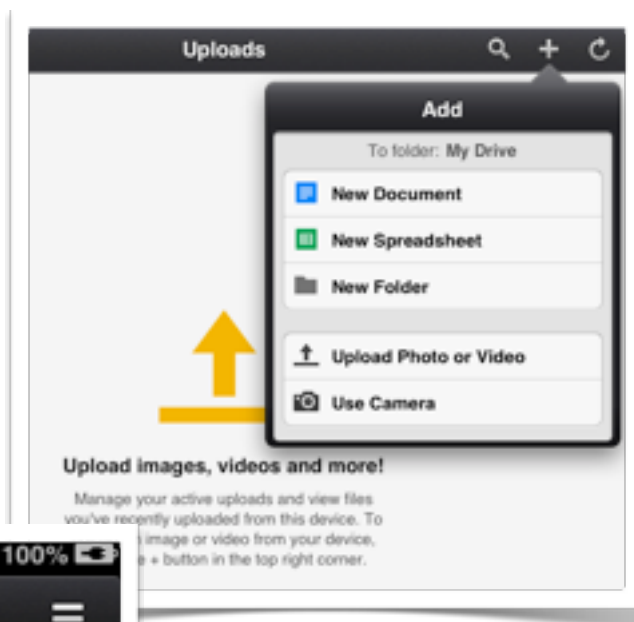 Uploads
Add
To folder: My Drive
New Document
New Spreadsheet
New Folder
Upload Photo or Video
Use Camera
Upload images, videos and more!
Manage your active uploads and view files
you've recently uploaded from this device. To
image or video from your device,
+ button in the top right corner.
100%